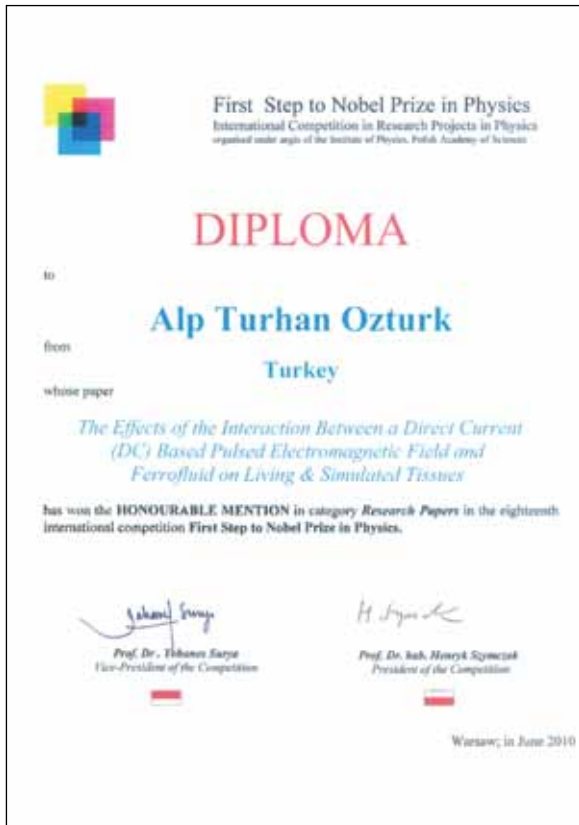 First Step to Nobel Prize in Physics
International Competition in Research Projects in Physics
organized under aegis of the Institute of Physics, Polish Academy of Sciences
DIPLOMA
to
Alp Turhan Ozturk
from
Turkey
whose paper
The Effects of the Interaction Between a Direct Current
(DC) Based Pulsed Electromagnetic Field and
Ferrofluid on Living & Simulated Tissues
has won the HONOURABLE MENTION in category Research Papers in the eighteenth
international competition First Step to Nobel Prize in Physics.
Prof. Dr. Yohanes Surya
Vice-President of the Competition
Prof. Dr. hab. Henryk Szymczak
President of the Competition
Warsaw; in June 2010